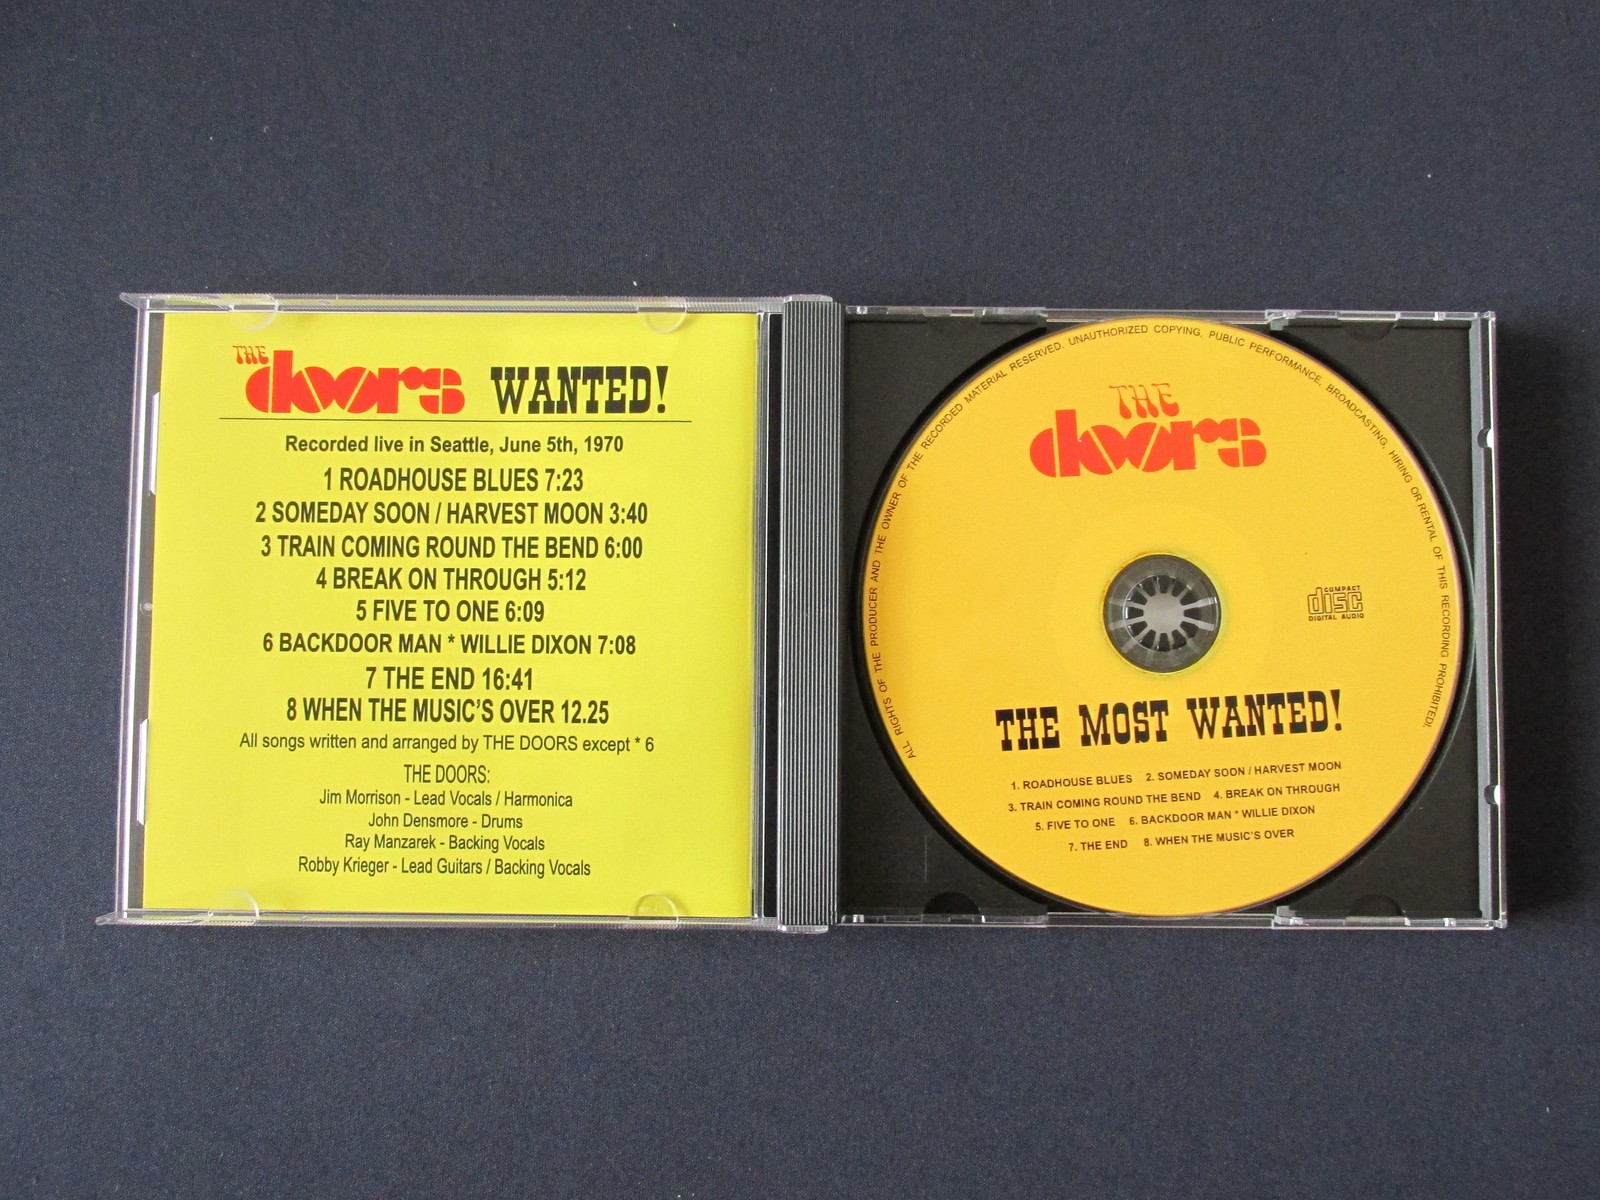 THE
doors WANTED!
Recorded live in Seattle, June 5th, 1970
1 ROADHOUSE BLUES 7:23
2 SOMEDAY SOON / HARVEST MOON 3:40
3 TRAIN COMING ROUND THE BEND 6:00
4 BREAK ON THROUGH 5:12
5 FIVE TO ONE 6:09
6 BACKDOOR MAN * WILLIE DIXON 7:08
7 THE END 16:41
8 WHEN THE MUSIC'S OVER 12.25
All songs written and arranged by THE DOORS except * 6
THE DOORS:
Jim Morrison - Lead Vocals / Harmonica
John Densmore - Drums
Ray Manzarek - Backing Vocals
Robby Krieger - Lead Guitars / Backing Vocals
ALL RIGHTS OF THE PRODUCER AND THE OWNER OF THE RECORDED MATERIAL RESERVED. UNAUTHORIZED COPYING, PUBLIC PERFORMANCE, BROADCASTING, HIRING OR RENTAL OF THIS RECORDING PROHIBITED!.
THE
doors
COMPACT
disc
DIGITAL AUDIO
THE MOST WANTED!
1. ROADHOUSE BLUES 2. SOMEDAY SOON / HARVEST MOON
3. TRAIN COMING ROUND THE BEND 4. BREAK ON THROUGH
5. FIVE TO ONE 6. BACKDOOR MAN * WILLIE DIXON
7. THE END 8. WHEN THE MUSIC'S OVER